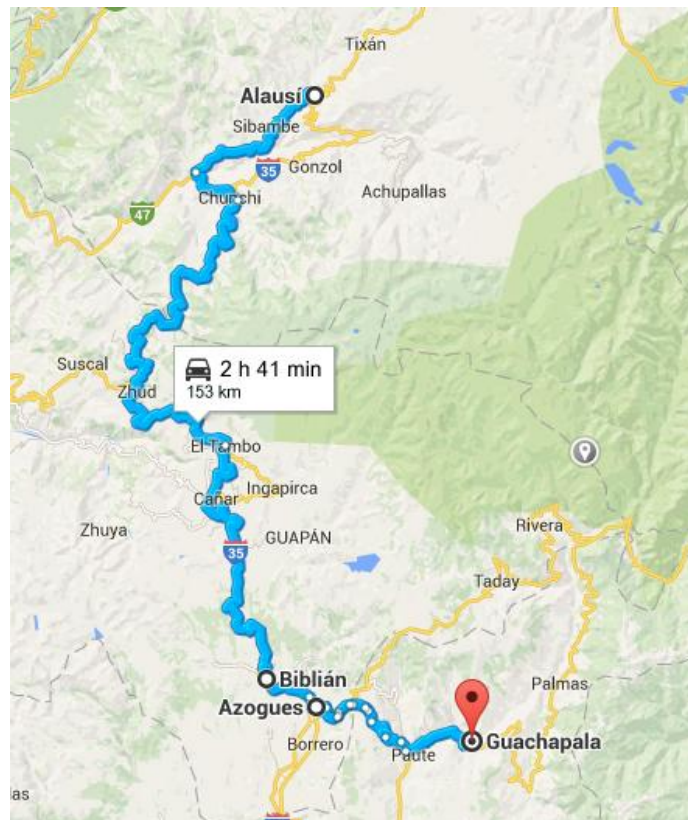 Tixán
Alausí
Sibambe
35
Gonzol
Achupallas
Chunchi
47
Suscal
2 h 41 min
153 km
Zhud
El Tambo
Ingapirca
Cañar
Zhuya
GUAPÁN
Rivera
35
Taday
Biblián
Palmas
Azogues
Borrero
Guachapala
Paute
as